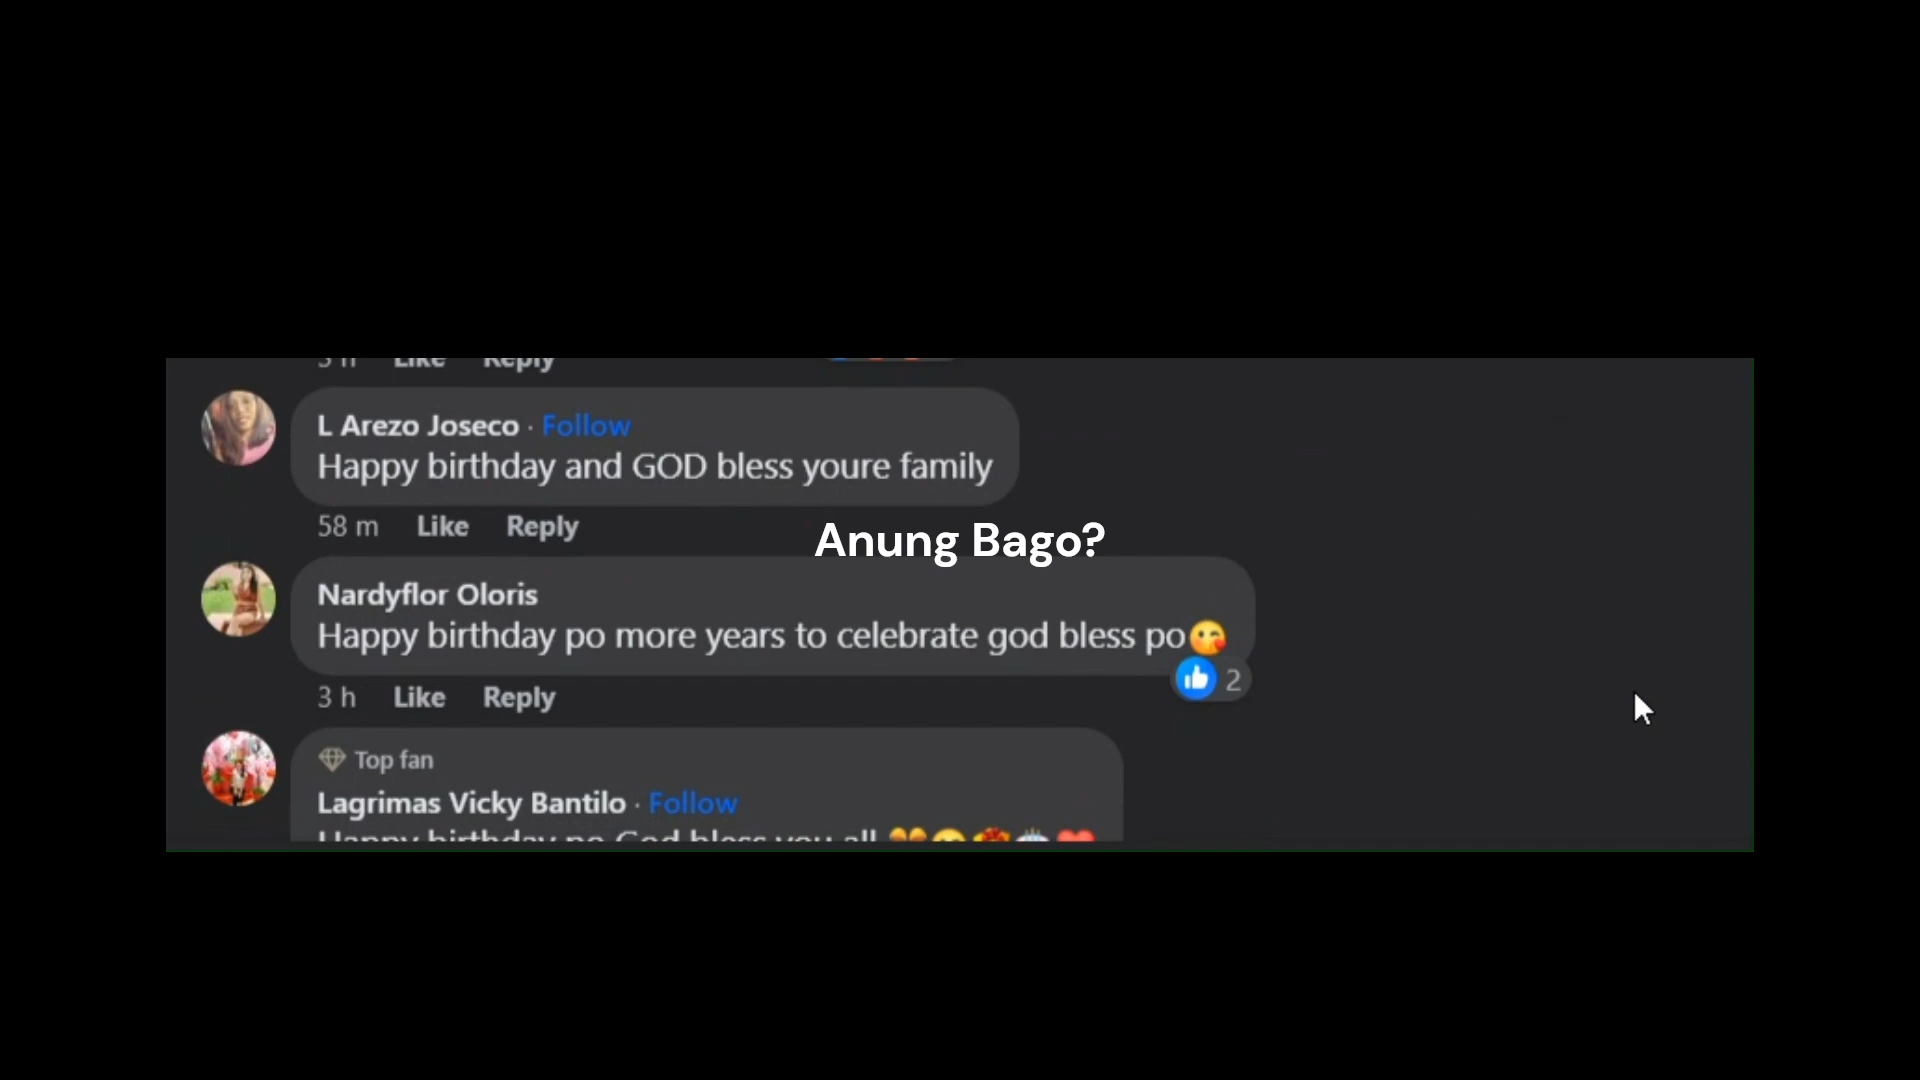 3 h Like Reply
L Arezo Joseco · Follow
Happy birthday and GOD bless youre family
58 m Like Reply
Anung Bago?
Nardyflor Oloris
Happy birthday po more years to celebrate god bless po😘
2
3 h Like Reply
Top fan
Lagrimas Vicky Bantilo · Follow
Happy birthday po God bless you all